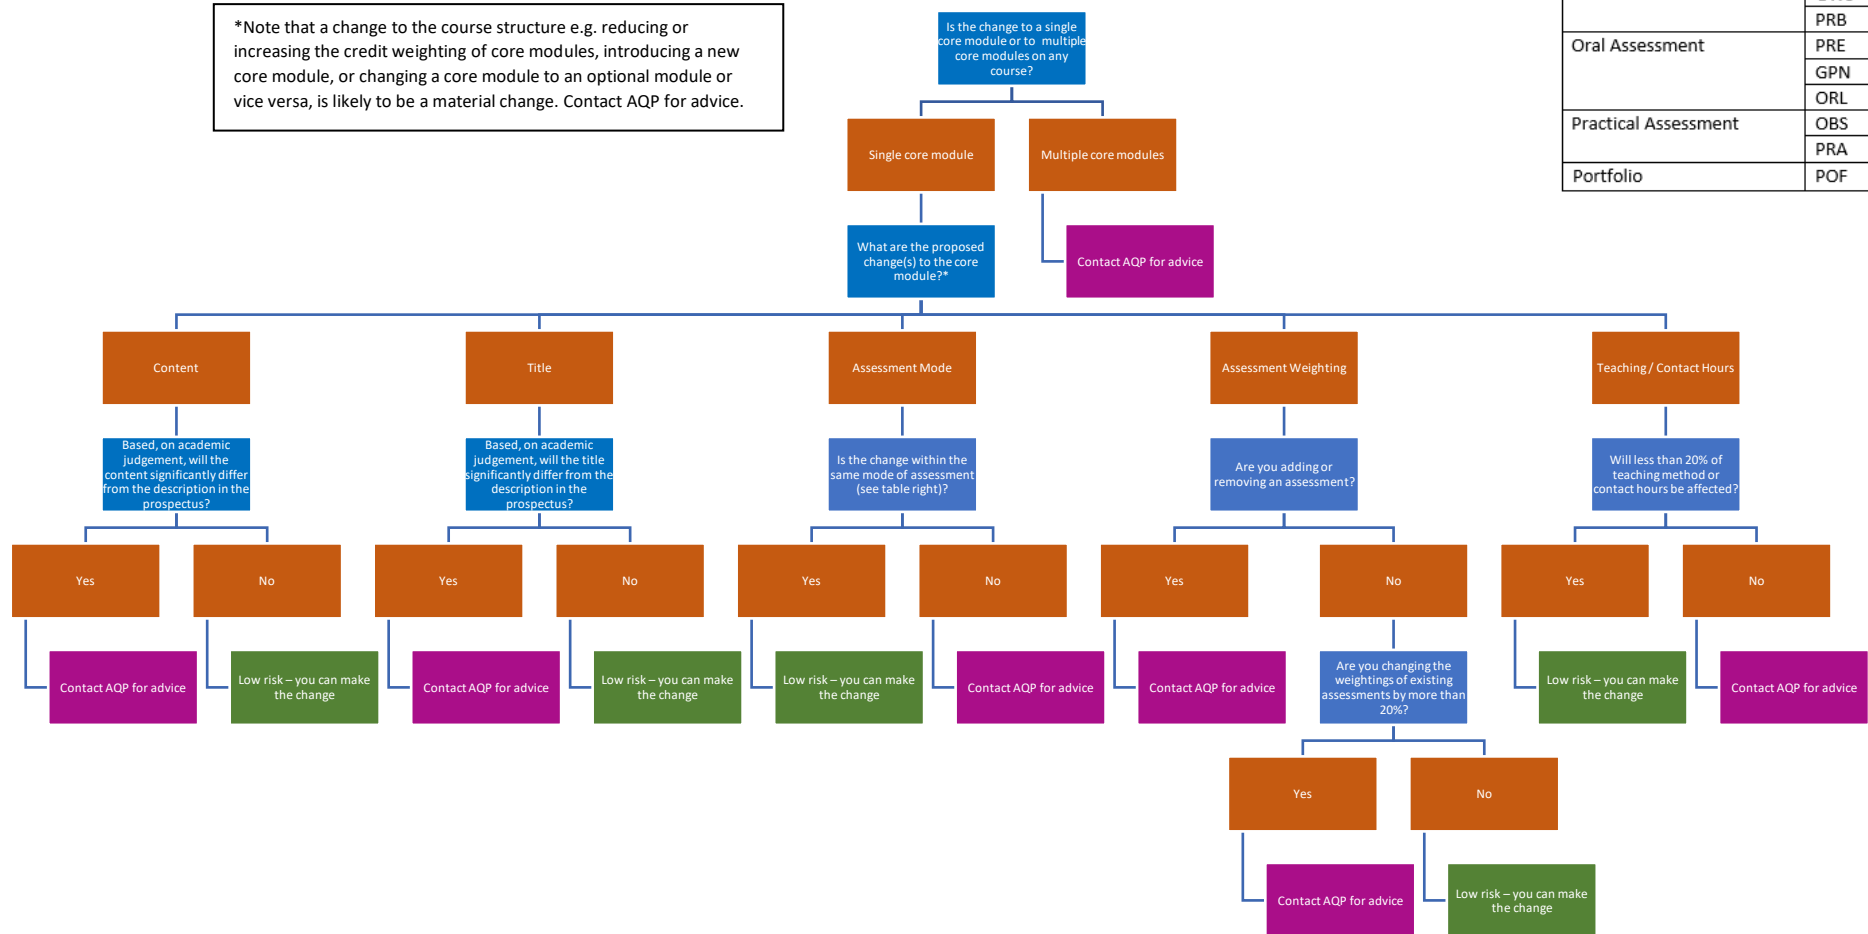 *Note that a change to the course structure e.g. reducing or
increasing the credit weighting of core modules, introducing a new
core module, or changing a core module to an optional module or
vice versa, is likely to be a material change. Contact AQP for advice.
Is the change to a single
core module or to multiple
core modules on any
course?
PRB
Oral Assessment
PRE
GPN
ORL
Practical Assessment
OBS
PRA
Portfolio
POF
Single core module
Multiple core modules
What are the proposed
change(s) to the core
module?*
Contact AQP for advice
Content
Title
Assessment Mode
Assessment Weighting
Teaching / Contact Hours
Based, on academic
judgement, will the
content significantly differ
from the description in the
prospectus?
Based, on academic
judgement, will the title
significantly differ from the
description in the
prospectus?
Is the change within the
same mode of assessment
(see table right)?
Are you adding or
removing an assessment?
Will less than 20% of
teaching method or
contact hours be affected?
Yes
No
Yes
No
Yes
No
Yes
No
Yes
No
Contact AQP for advice
Low risk – you can make
the change
Contact AQP for advice
Low risk – you can make
the change
Low risk – you can make
the change
Contact AQP for advice
Contact AQP for advice
Are you changing the
weightings of existing
assessments by more than
20%?
Low risk – you can make
the change
Contact AQP for advice
Yes
No
Contact AQP for advice
Low risk – you can make
the change